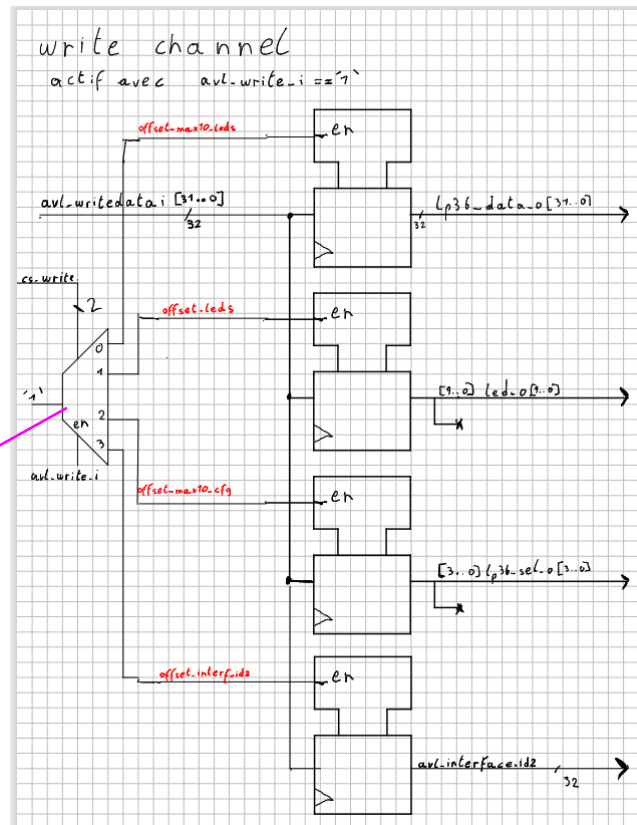 write channel
actif avec avl_write_i =='1'
offset_max10_leds
en
avl_writedata i [31..0]
32
lp36_data_o[31..0]
32
cs_write
2
offset_leds
en
0
1
[9..0] led_o[9..0]
'1'
2
en
3
avl_write_i
offset_max10_cfg
en
[3..0] lp36_sel_o[3..0]
offset_interf_id2
en
avl_interface_id2
32